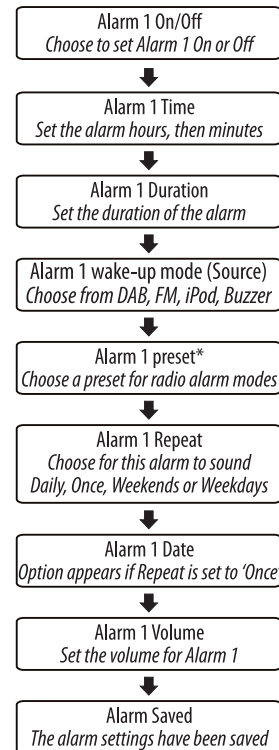 Alarm 1 On/Off
Choose to set Alarm 1 On or Off
Alarm 1 Time
Set the alarm hours, then minutes
Alarm 1 Duration
Set the duration of the alarm
Alarm 1 wake-up mode (Source)
Choose from DAB, FM, iPod, Buzzer
Alarm 1 preset*
Choose a preset for radio alarm modes
Alarm 1 Repeat
Choose for this alarm to sound
Daily, Once, Weekends or Weekdays
Alarm 1 Date
Option appears if Repeat is set to ‘Once’
Alarm 1 Volume
Set the volume for Alarm 1
Alarm Saved
The alarm settings have been saved